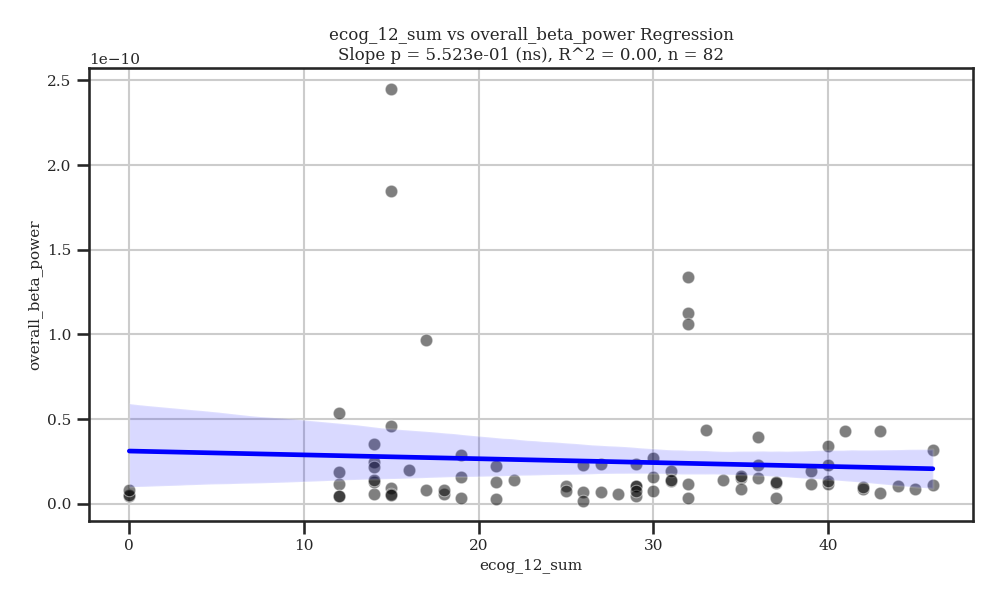 ecog_12_sum vs overall_beta_power Regression
Slope p = 5.523e-01 (ns), R^2 = 0.00, n = 82
1e−10
2.5
2.0
1.5
1.0
0.5
0.0
overall_beta_power
0 10 20 30 40
ecog_12_sum